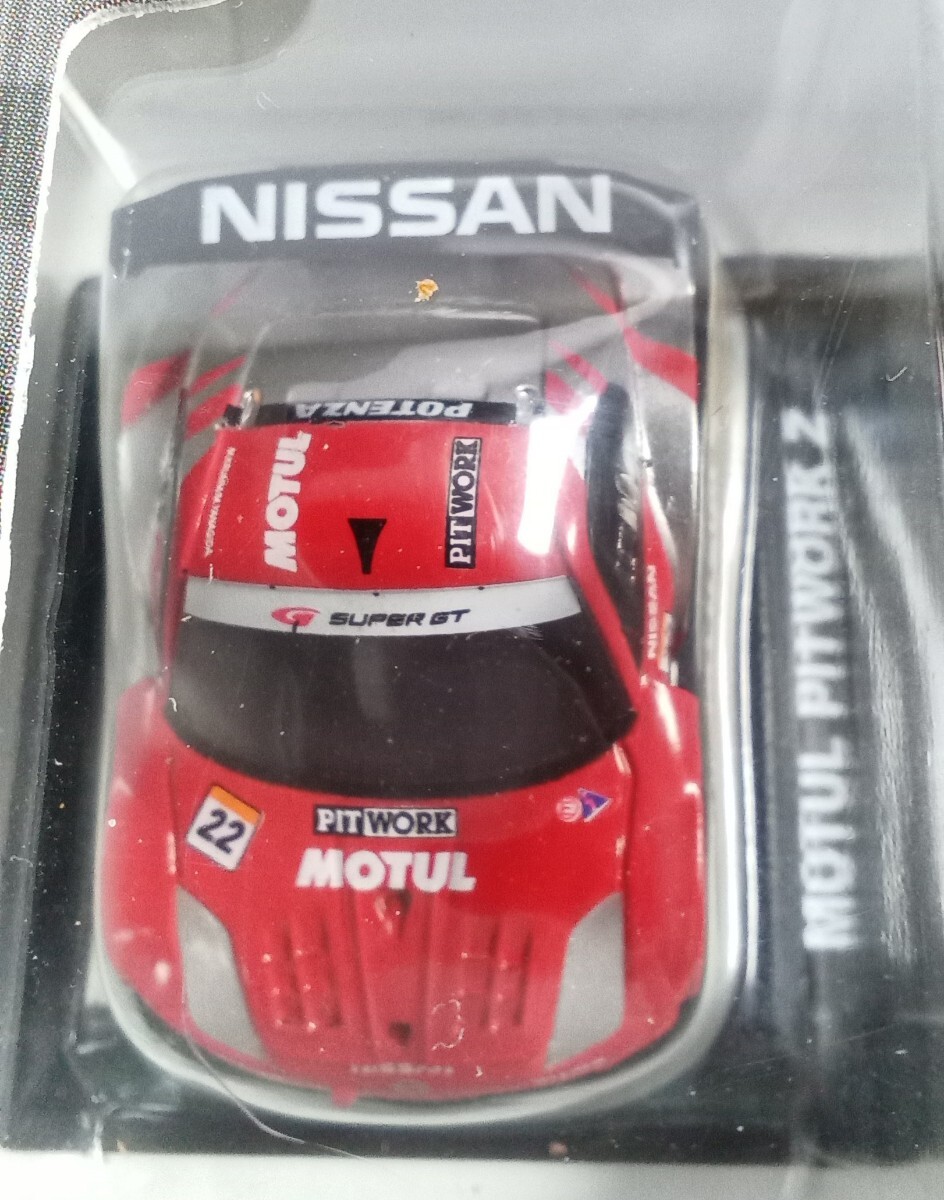 NISSAN
POTENZA
MOTUL
PITWORK
SUPER GT
NISSAN
22
PITWORK
MOTUL
MOTUL PITWORK Z